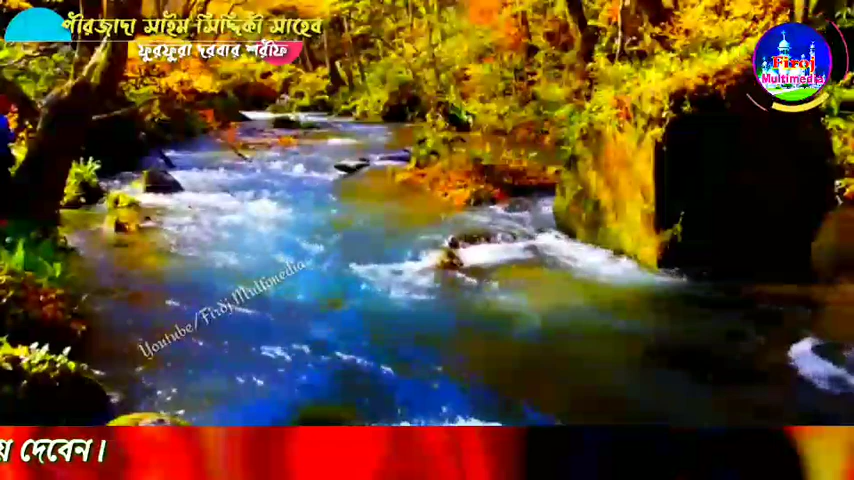 পীরজাদা সাইম সিদ্দিকী সাহেব
ফুরফুরা দরবার শরীফ
Firoj
Multimedia
Youtube/Firoj Multimedia
য় দেবেন।